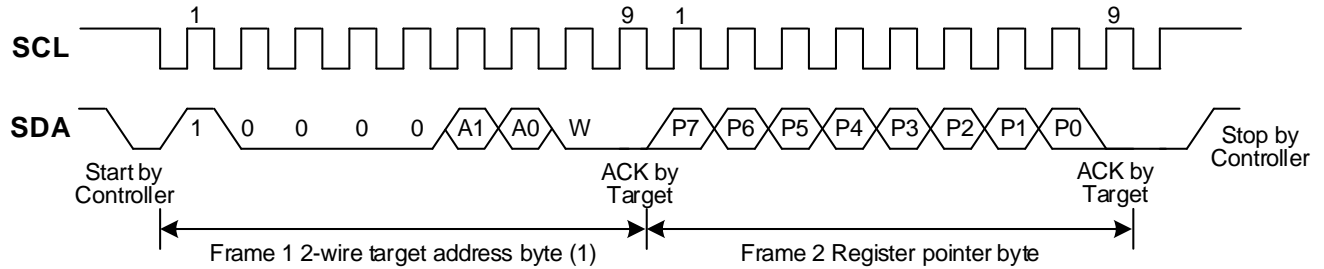 1 9 1 9
SCL
SDA 1 0 0 0 0 A1 A0 W P7 P6 P5 P4 P3 P2 P1 P0
Start by
Controller
ACK by
Target
ACK by
Target
Stop by
Controller
Frame 1 2-wire target address byte (1)
Frame 2 Register pointer byte